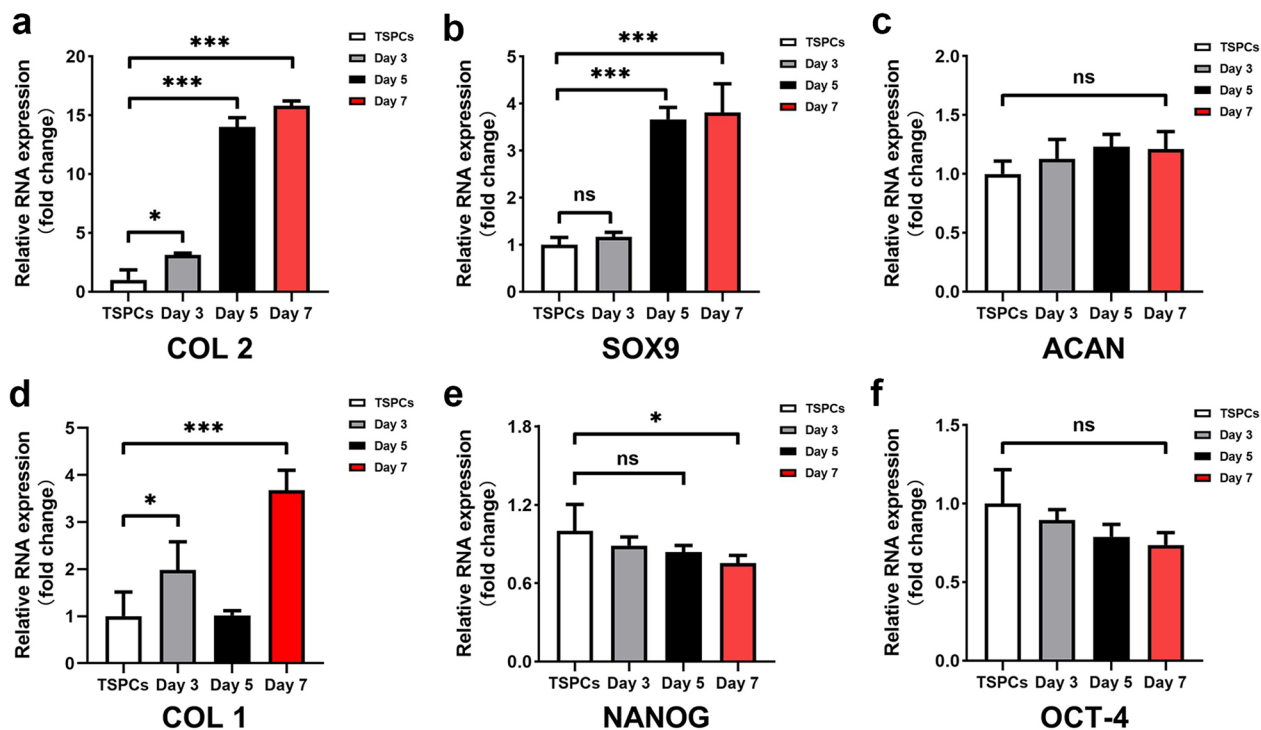 a
Relative RNA expression
(fold change)
20
15
10
5
0
***
***
*
TSPCs
Day 3
Day 5
Day 7
TSPCs Day 3 Day 5 Day 7
COL 2
b
Relative RNA expression
(fold change)
5
4
3
2
1
0
***
***
ns
TSPCs
Day 3
Day 5
Day 7
TSPCs Day 3 Day 5 Day 7
SOX9
c
Relative RNA expression
(fold change)
2.0
1.5
1.0
0.5
0.0
ns
TSPCs
Day 3
Day 5
Day 7
TSPCs Day 3 Day 5 Day 7
ACAN
d
Relative RNA expression
(fold change)
5
4
3
2
1
0
***
*
TSPCs
Day 3
Day 5
Day 7
TSPCs Day 3 Day 5 Day 7
COL 1
e
Relative RNA expression
(fold change)
1.8
1.2
0.6
0.0
*
ns
TSPCs
Day 3
Day 5
Day 7
TSPCs Day 3 Day 5 Day 7
NANOG
f
Relative RNA expression
(fold change)
1.5
1.0
0.5
0.0
ns
TSPCs
Day 3
Day 5
Day 7
TSPCs Day 3 Day 5 Day 7
OCT-4